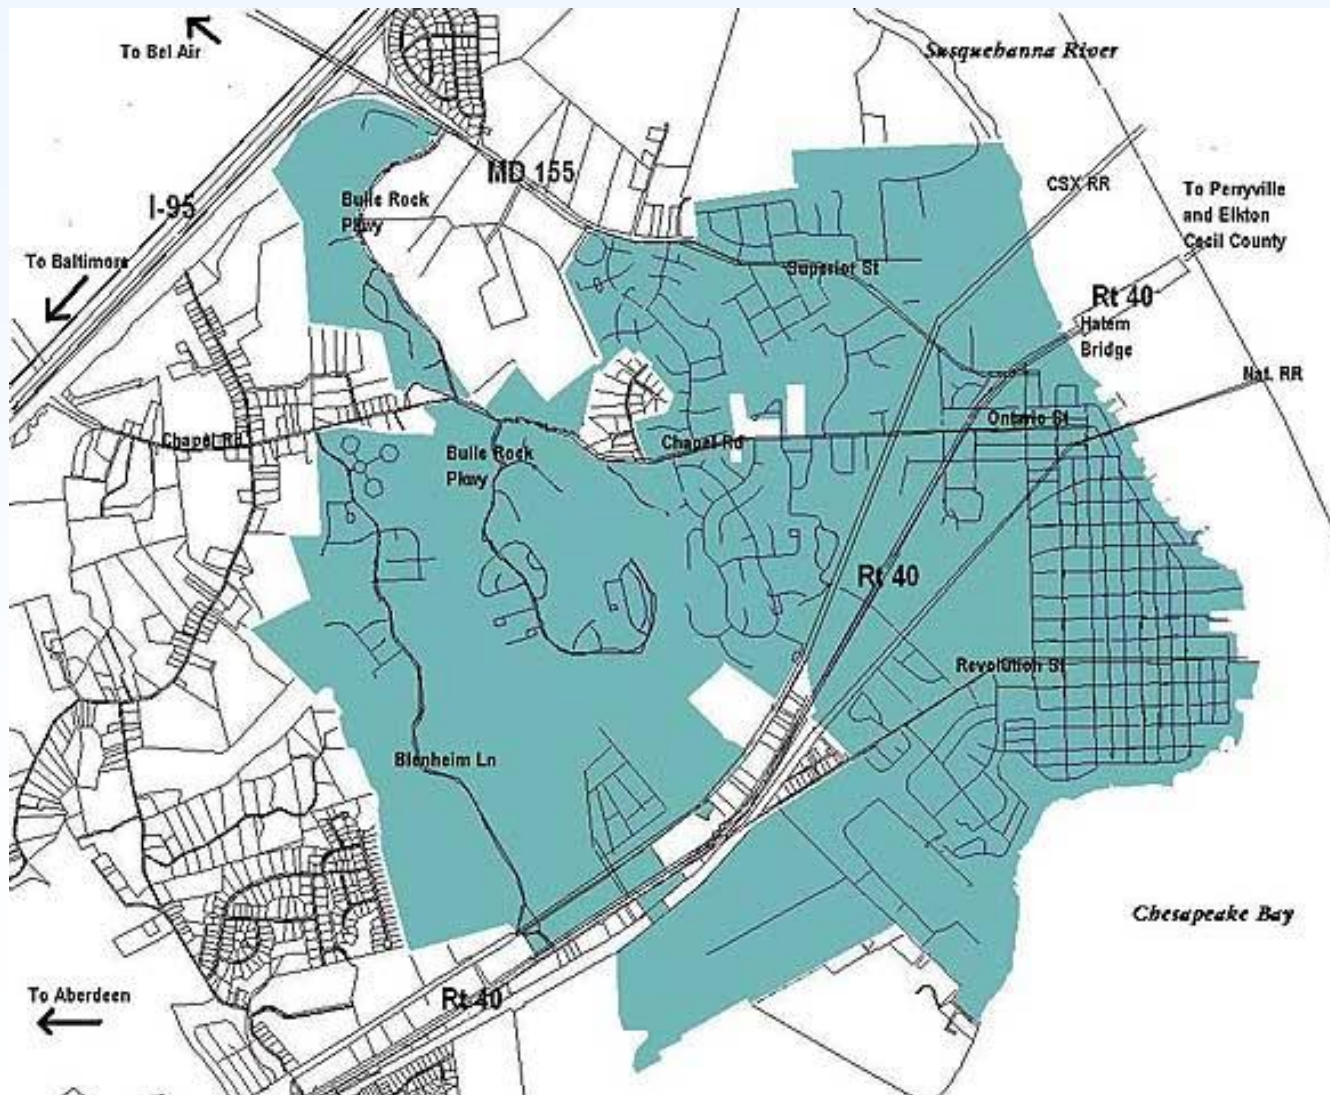 To Bel Air
Susquehanna River
MD 155
CSX RR
To Perryville
and Elkton
Cecil County
Bulle Rock
Pkwy
I-95
To Baltimore
Superior St
Rt 40
Hatem
Bridge
Nat. RR
Ontario St
Chapel Rd
Chapel Rd
Bulle Rock
Pkwy
Rt 40
Revolution St
Blenheim Ln
Chesapeake Bay
To Aberdeen
Rt 40